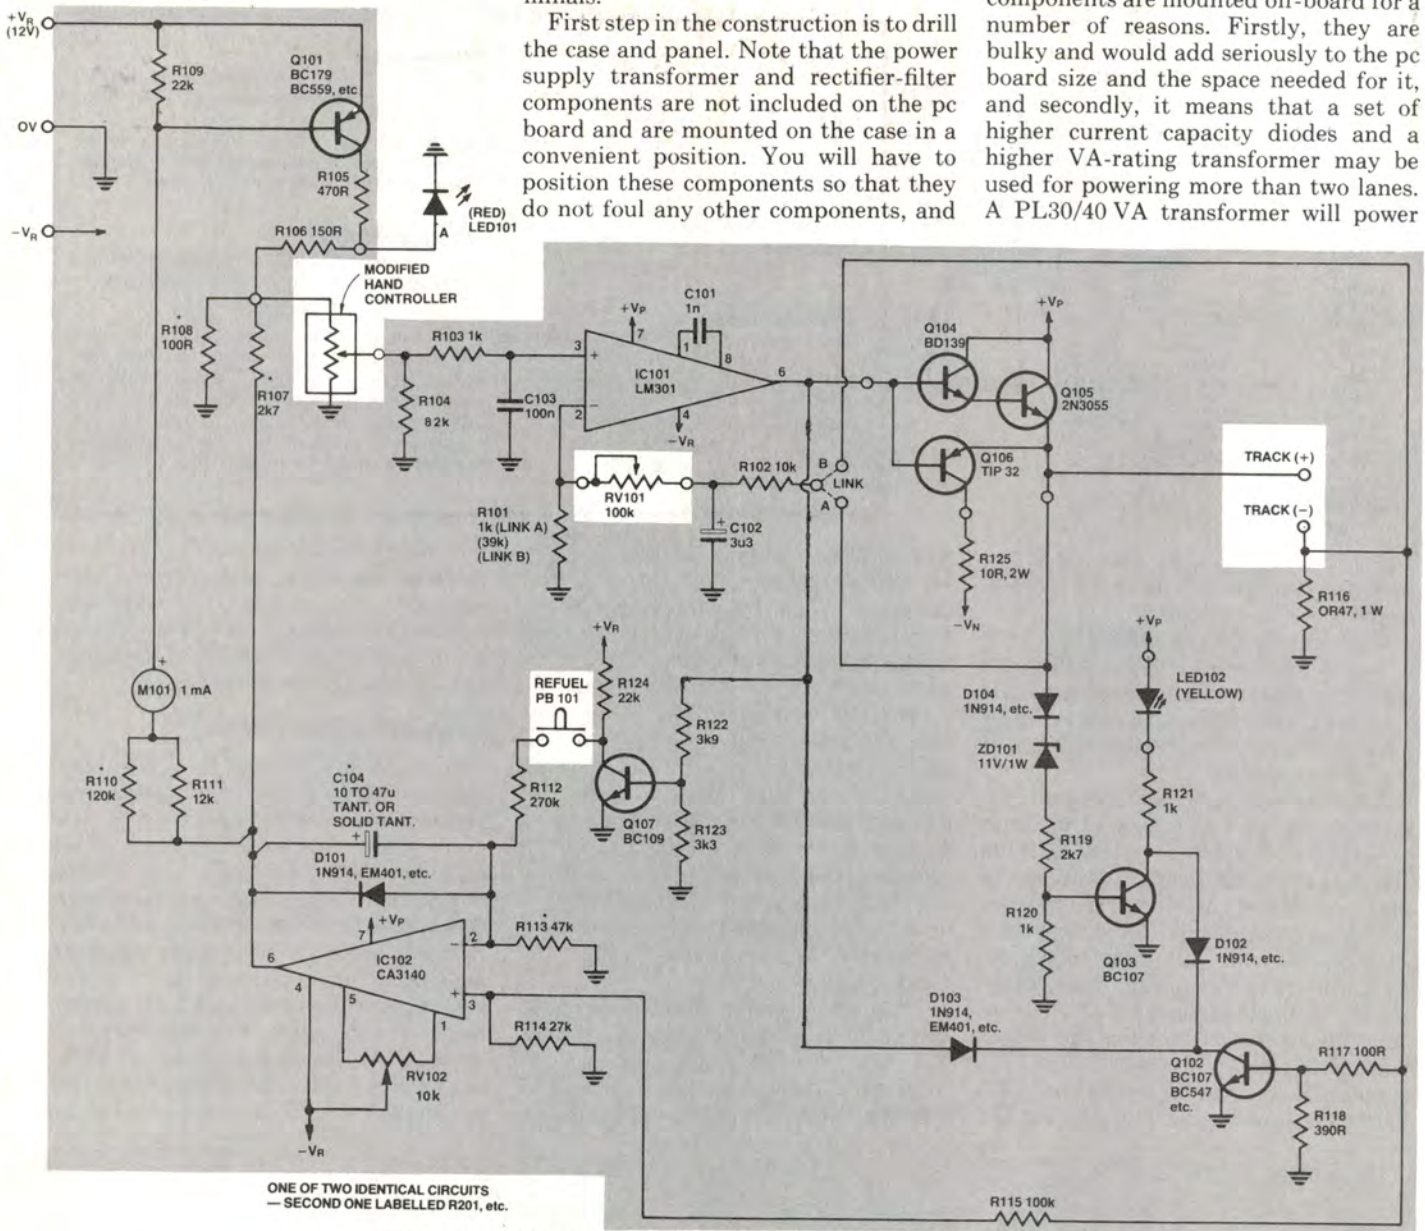 First step in the construction is to drill
the case and panel. Note that the power
supply transformer and rectifier-filter
components are not included on the pc
board and are mounted on the case in a
convenient position. You will have to
position these components so that they
do not foul any other components, and
components are mounted off-board for a
number of reasons. Firstly, they are
bulky and would add seriously to the pc
board size and the space needed for it,
and secondly, it means that a set of
higher current capacity diodes and a
higher VA-rating transformer may be
used for powering more than two lanes.
A PL30/40 VA transformer will power
+VR
(12V)
0V
-VR
R109
22k
Q101
BC179
BC559, etc
R105
470R
R106 150R
(RED)
LED101
A
MODIFIED
HAND
CONTROLLER
R108
100R
R107
2k7
R103 1k
R104
82k
C103
100n
+VP
7
C101
1n
1
8
3
+
IC101
LM301
6
-
2
4
-VR
R101
1k (LINK A)
(39k)
(LINK B)
RV101
100k
R102 10k
B
LINK
A
+
C102
3u3
+VP
Q104
BD139
Q105
2N3055
Q106
TIP 32
R125
10R, 2W
-VN
TRACK (+)
TRACK (-)
R116
OR47, 1 W
+
M101
1 mA
R110
120k
R111
12k
C104
10 TO 47u
TANT. OR
SOLID TANT.
+
D101
1N914, EM401, etc.
REFUEL
PB 101
+VR
R124
22k
R112
270k
Q107
BC109
R122
3k9
R123
3k3
D104
1N914, etc.
ZD101
11V/1W
R119
2k7
R120
1k
+VP
LED102
(YELLOW)
R121
1k
Q103
BC107
D102
1N914, etc.
+VP
7
2
-
6
IC102
CA3140
4
5
+
3
1
R113 47k
R114 27k
RV102
10k
-VR
D103
1N914,
EM401, etc.
Q102
BC107
BC547
etc.
R117 100R
R118
390R
R115 100k
ONE OF TWO IDENTICAL CIRCUITS
— SECOND ONE LABELLED R201, etc.